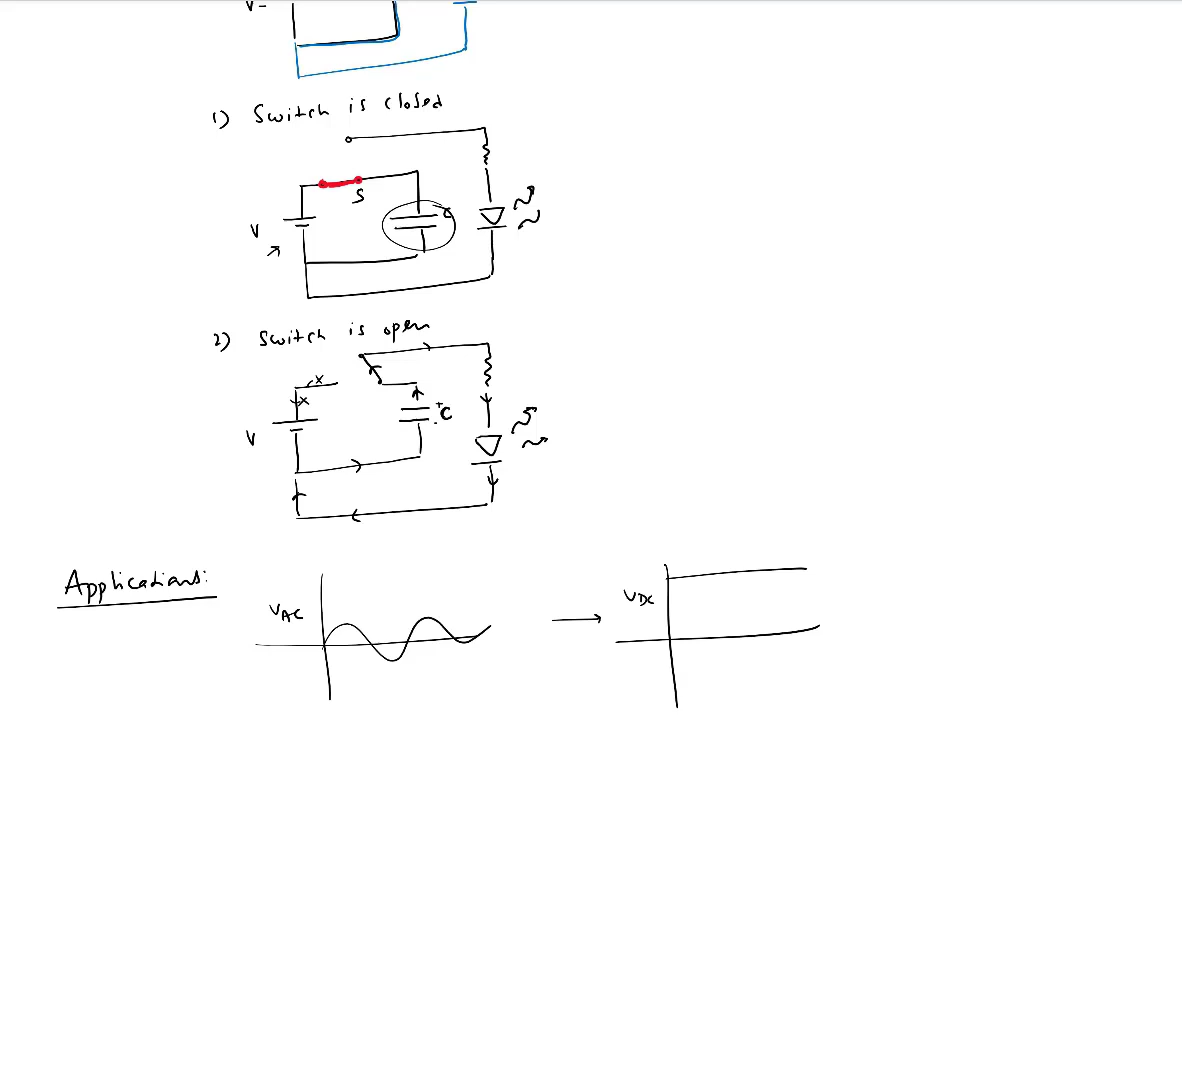 V
1) Switch is closed
S
C
V
2) Switch is open
x
x
+
C
V
Applications:
VAC
VDC